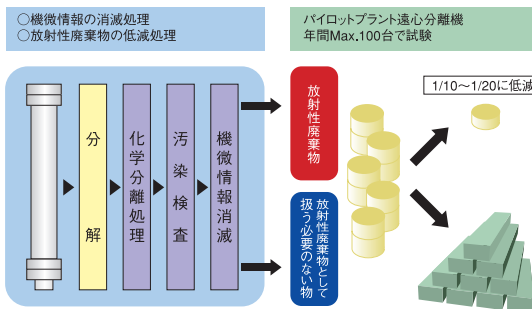 ○機微情報の消滅処理
○放射性廃棄物の低減処理
パイロットプラント遠心分離機
年間Max.100台で試験
分解
化学分離処理
汚染検査
機微情報消滅
放射性廃棄物
放射性廃棄物として
扱う必要のない物
1/10〜1/20に低減